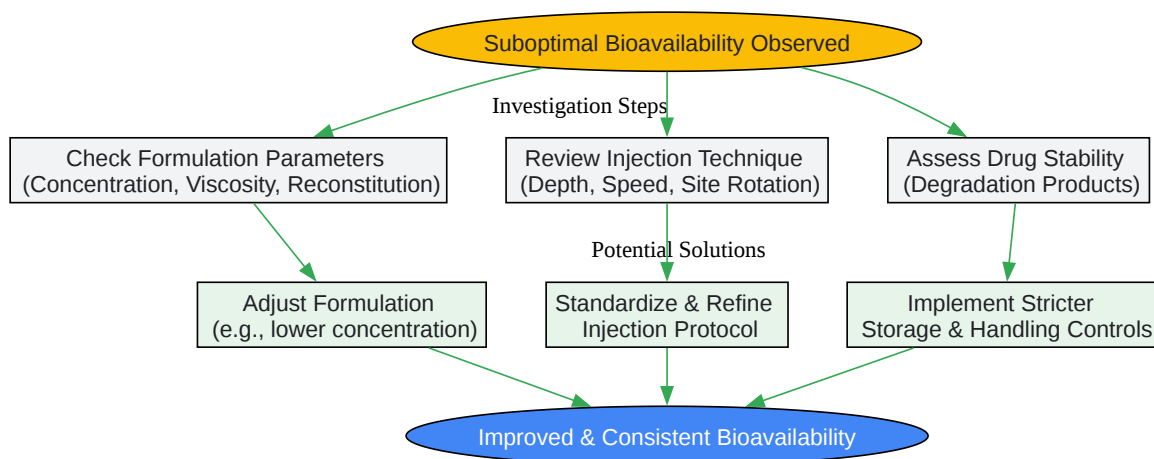 Suboptimal Bioavailability Observed
Investigation Steps
Check Formulation Parameters
(Concentration, Viscosity, Reconstitution)
Review Injection Technique
(Depth, Speed, Site Rotation)
Assess Drug Stability
(Degradation Products)
Potential Solutions
Adjust Formulation
(e.g., lower concentration)
Standardize & Refine
Injection Protocol
Implement Stricter
Storage & Handling Controls
Improved & Consistent Bioavailability